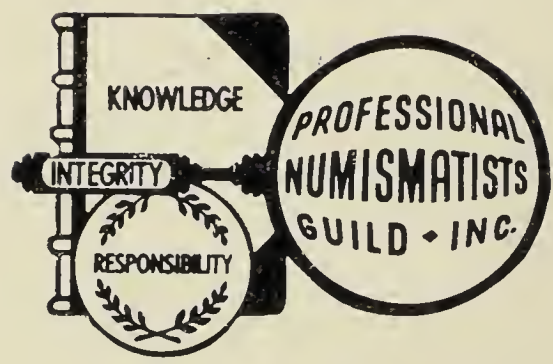 KNOWLEDGE
INTEGRITY
RESPONSIBILITY
PROFESSIONAL
NUMISMATISTS
GUILD • INC.